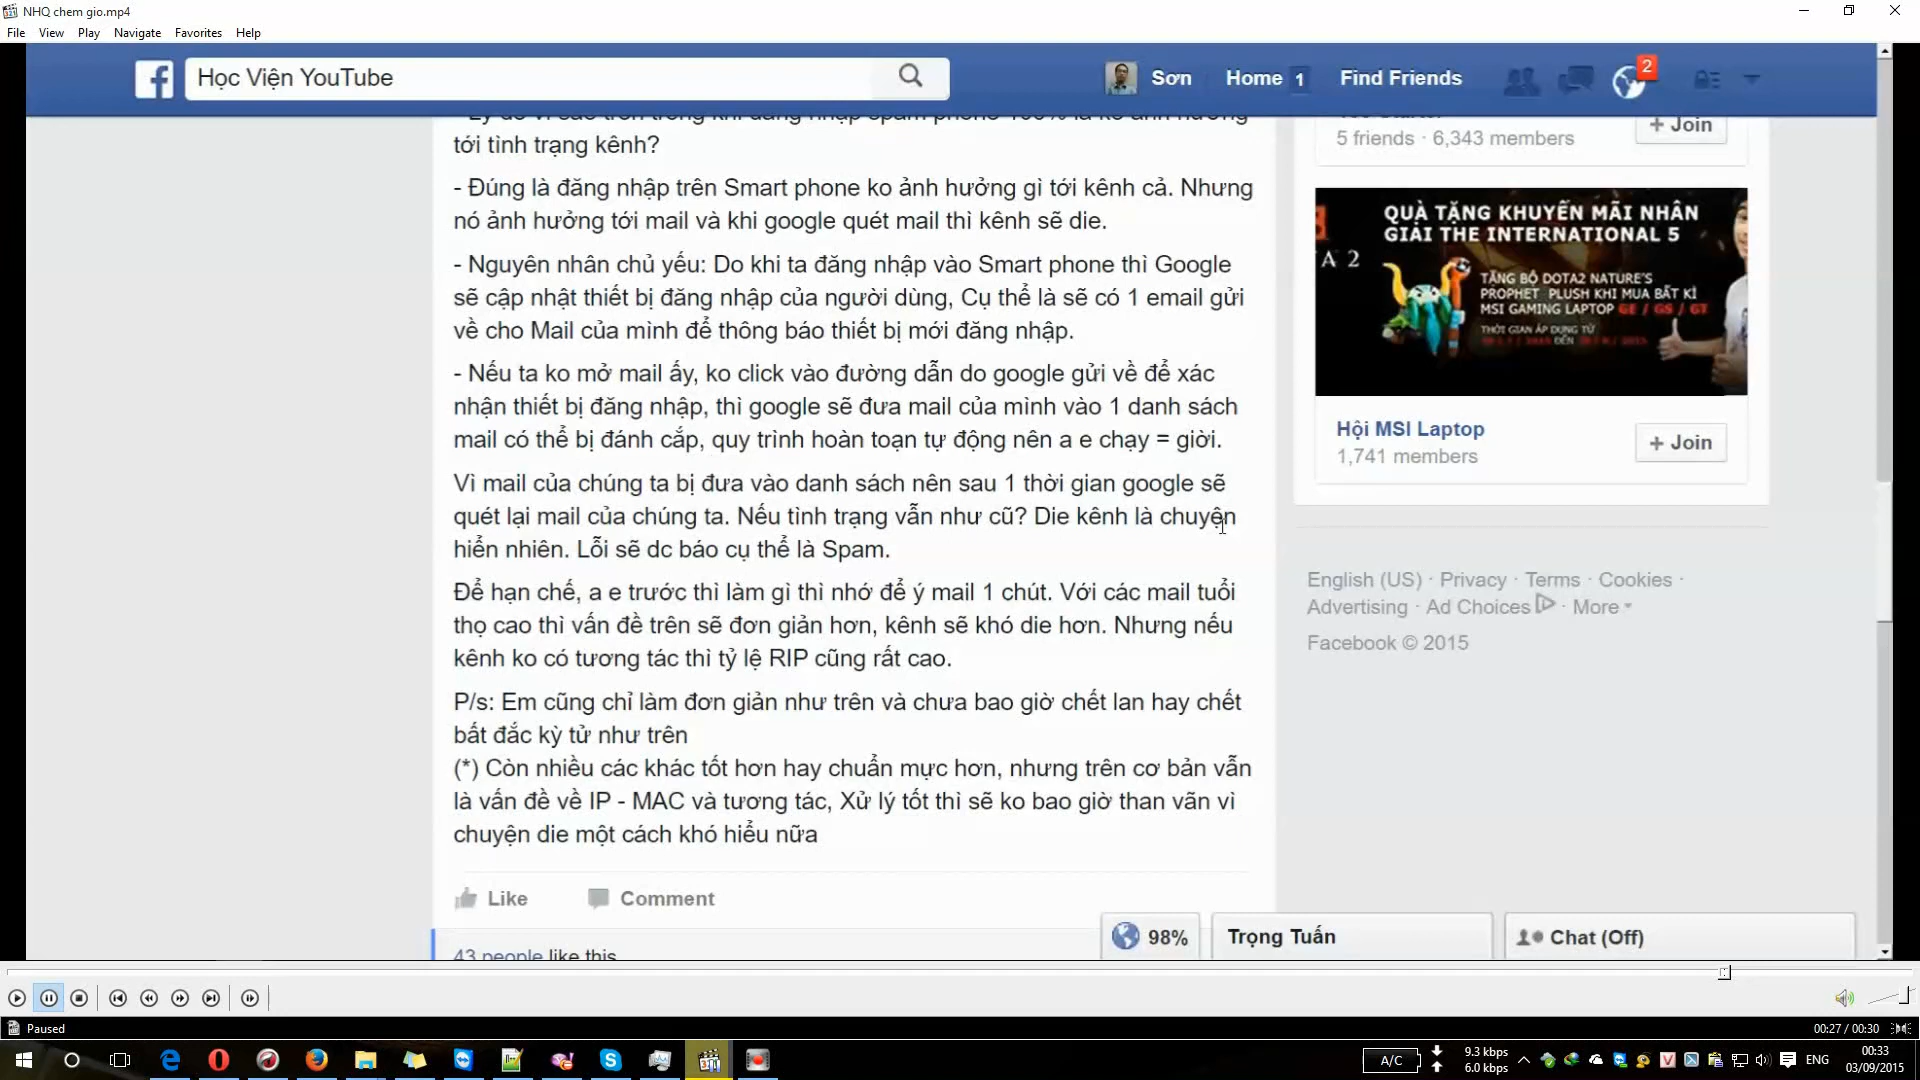 NHQ chem gio.mp4
File View Play Navigate Favorites Help
Học Viện YouTube
Sơn Home 1 Find Friends 2
tới tình trạng kênh?
- Đúng là đăng nhập trên Smart phone ko ảnh hưởng gì tới kênh cả. Nhưng
nó ảnh hưởng tới mail và khi google quét mail thì kênh sẽ die.
- Nguyên nhân chủ yếu: Do khi ta đăng nhập vào Smart phone thì Google
sẽ cập nhật thiết bị đăng nhập của người dùng, Cụ thể là sẽ có 1 email gửi
về cho Mail của mình để thông báo thiết bị mới đăng nhập.
- Nếu ta ko mở mail ấy, ko click vào đường dẫn do google gửi về để xác
nhận thiết bị đăng nhập, thì google sẽ đưa mail của mình vào 1 danh sách
mail có thể bị đánh cắp, quy trình hoàn toạn tự động nên a e chạy = giời.
Vì mail của chúng ta bị đưa vào danh sách nên sau 1 thời gian google sẽ
quét lại mail của chúng ta. Nếu tình trạng vẫn như cũ? Die kênh là chuyện
hiển nhiên. Lỗi sẽ dc báo cụ thể là Spam.
Để hạn chế, a e trước thì làm gì thì nhớ để ý mail 1 chút. Với các mail tuổi
thọ cao thì vấn đề trên sẽ đơn giản hơn, kênh sẽ khó die hơn. Nhưng nếu
kênh ko có tương tác thì tỷ lệ RIP cũng rất cao.
P/s: Em cũng chỉ làm đơn giản như trên và chưa bao giờ chết lan hay chết
bất đắc kỳ tử như trên
(*) Còn nhiều các khác tốt hơn hay chuẩn mực hơn, nhưng trên cơ bản vẫn
là vấn đề về IP - MAC và tương tác, Xử lý tốt thì sẽ ko bao giờ than vãn vì
chuyện die một cách khó hiểu nữa
Like Comment
43 people like this
+ Join
5 friends · 6,343 members
QUÀ TẶNG KHUYẾN MÃI NHÂN
GIẢI THE INTERNATIONAL 5
A 2
TẶNG BỘ DOTA2 NATURE'S
PROPHET PLUSH KHI MUA BẤT KÌ
MSI GAMING LAPTOP GE / GS / GT
THỜI GIAN ÁP DỤNG TỪ
Hội MSI Laptop
+ Join
1,741 members
English (US) · Privacy · Terms · Cookies ·
Advertising · Ad Choices · More
Facebook © 2015
98% Trọng Tuấn Chat (Off)
Paused
00:27 / 00:30
A/C
9.3 kbps
6.0 kbps
ENG
00:33
03/09/2015